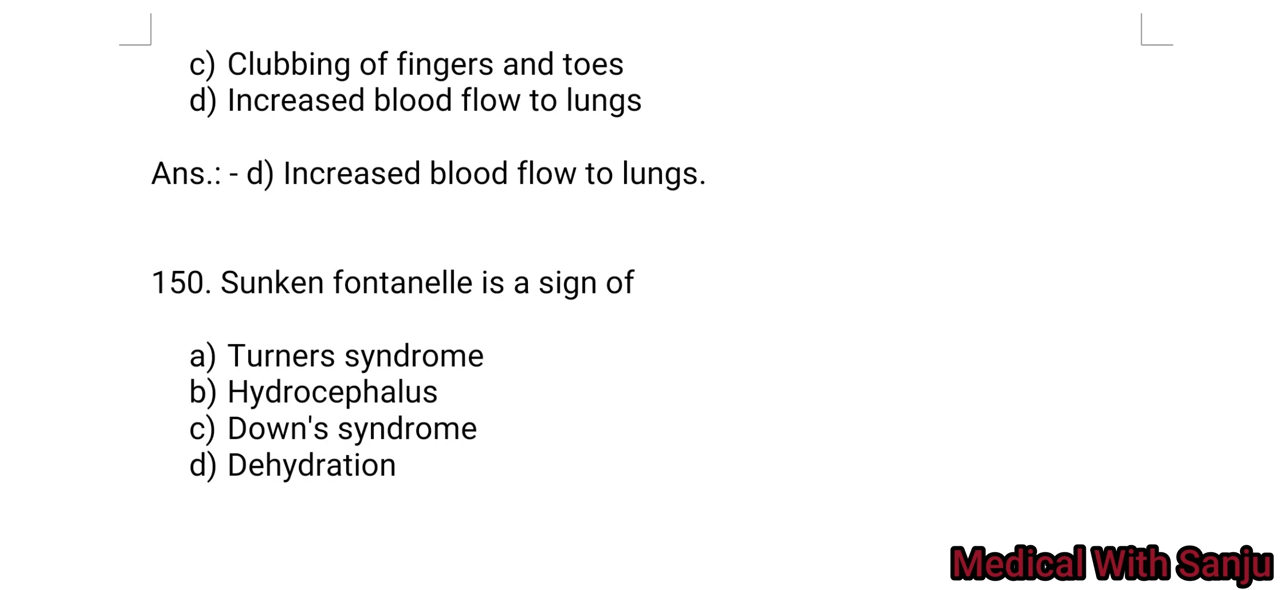 c) Clubbing of fingers and toes
d) Increased blood flow to lungs
Ans.: - d) Increased blood flow to lungs.
150. Sunken fontanelle is a sign of
a) Turners syndrome
b) Hydrocephalus
c) Down's syndrome
d) Dehydration
Medical With Sanju